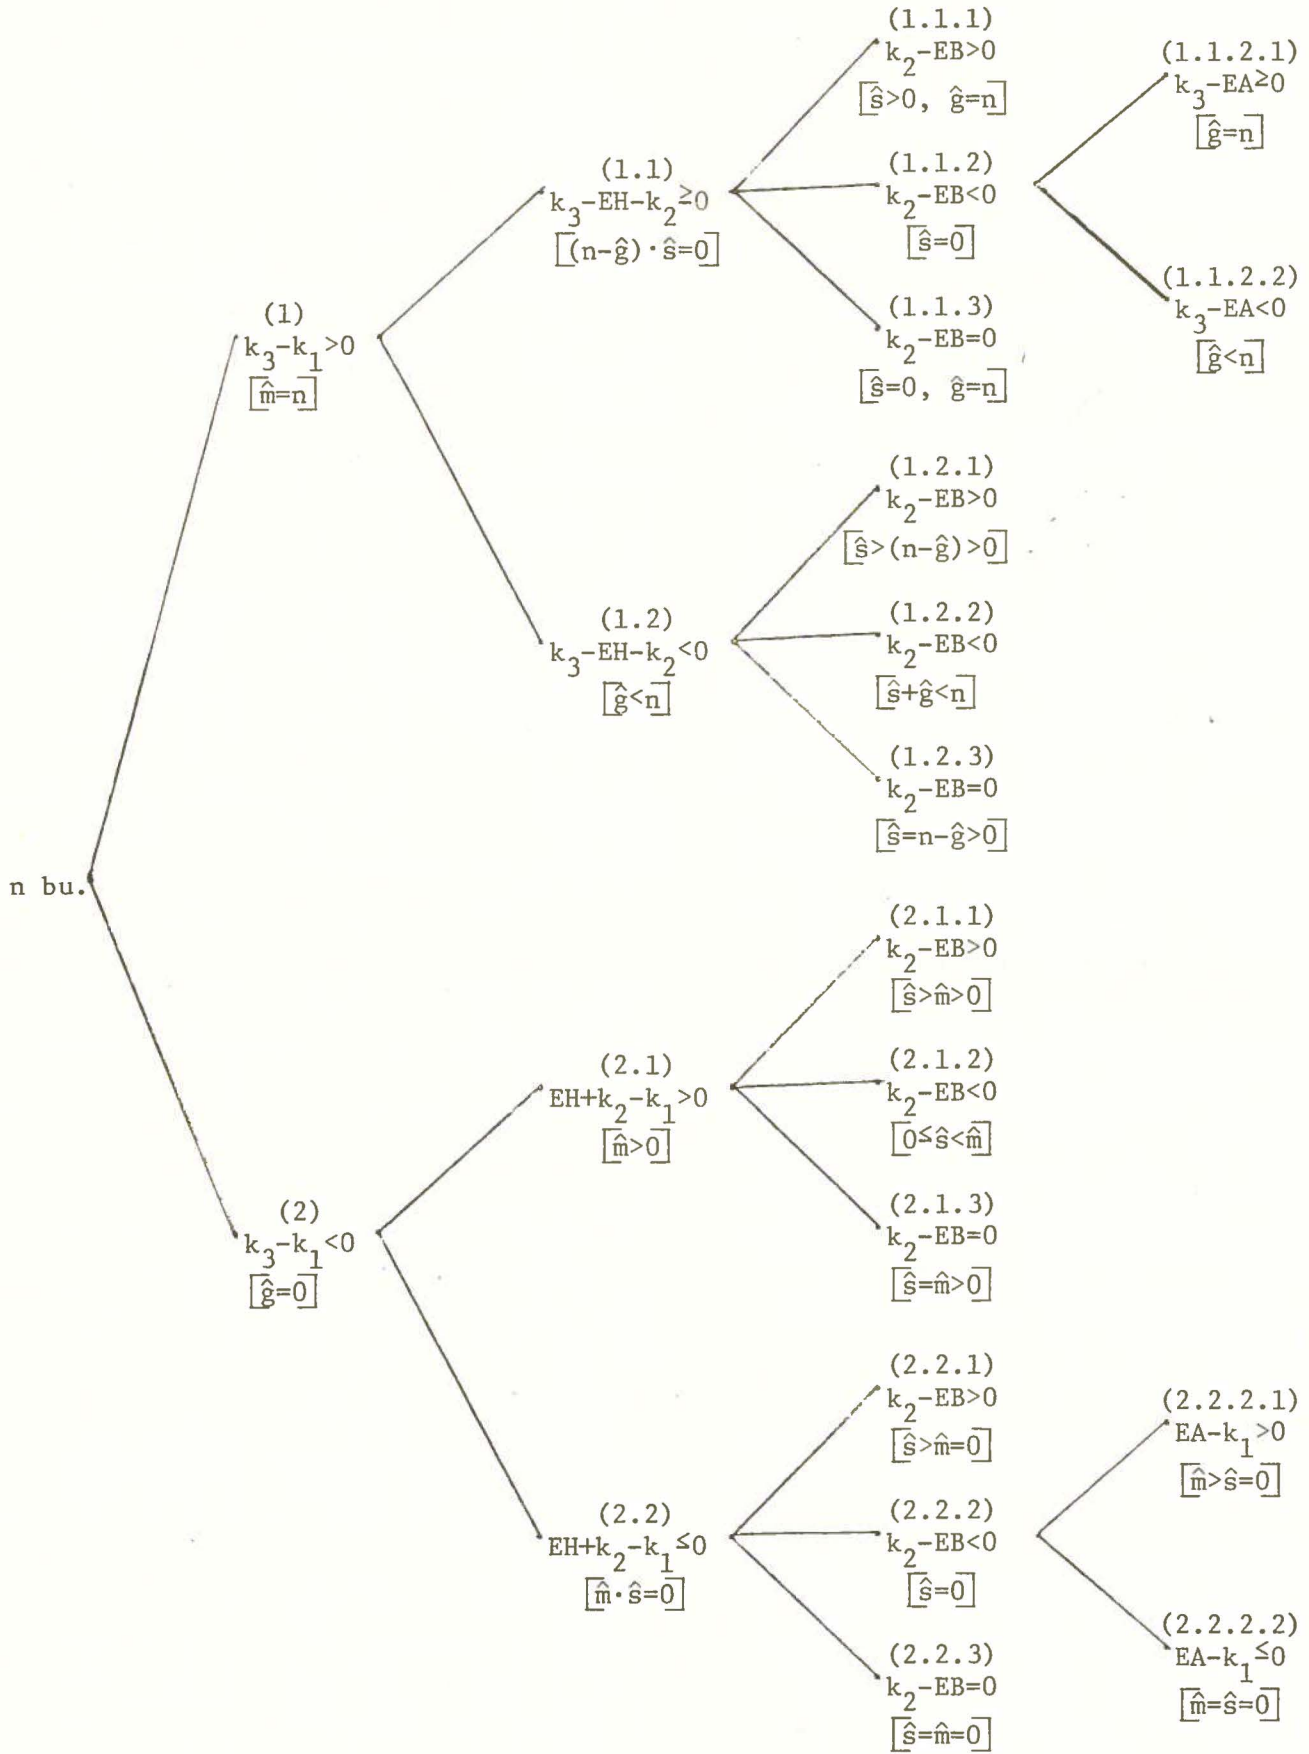 (1.1.1)
k₂-EB>0
[ŝ>0, ĝ=n]
(1.1.2.1)
k₃-EA≥0
[ĝ=n]
(1.1)
k₃-EH-k₂≥0
[(n-ĝ)·ŝ=0]
(1.1.2)
k₂-EB<0
[ŝ=0]
(1.1.2.2)
k₃-EA<0
[ĝ<n]
(1)
k₃-k₁>0
[m̂=n]
(1.1.3)
k₂-EB=0
[ŝ=0, ĝ=n]
(1.2.1)
k₂-EB>0
[ŝ>(n-ĝ)>0]
(1.2)
k₃-EH-k₂<0
[ĝ<n]
(1.2.2)
k₂-EB<0
[ŝ+ĝ<n]
(1.2.3)
k₂-EB=0
[ŝ=n-ĝ>0]
n bu.
(2.1.1)
k₂-EB>0
[ŝ>m̂>0]
(2.1)
EH+k₂-k₁>0
[m̂>0]
(2.1.2)
k₂-EB<0
[0≤ŝ<m̂]
(2)
k₃-k₁<0
[ĝ=0]
(2.1.3)
k₂-EB=0
[ŝ=m̂>0]
(2.2.1)
k₂-EB>0
[ŝ>m̂=0]
(2.2.2.1)
EA-k₁>0
[m̂>ŝ=0]
(2.2)
EH+k₂-k₁≤0
[m̂·ŝ=0]
(2.2.2)
k₂-EB<0
[ŝ=0]
(2.2.2.2)
EA-k₁≤0
[m̂=ŝ=0]
(2.2.3)
k₂-EB=0
[ŝ=m̂=0]